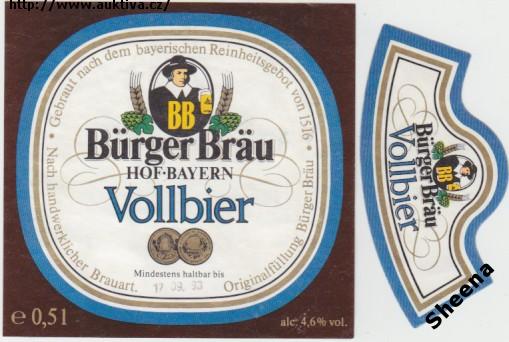 http://www.auktiva.cz/
Gebraut nach dem bayerischen Reinheitsgebot von 1516 •
BB
Bürger Bräu
HOF·BAYERN
Vollbier
• Nach handwerklicher Brauart.
Originalfüllung Bürger Bräu •
Mindestens haltbar bis
17 09. 93
e 0,5 l
alc. 4,6% vol.
BB
Bürger Bräu
HOF·BAYERN
Vollbier
Sheena